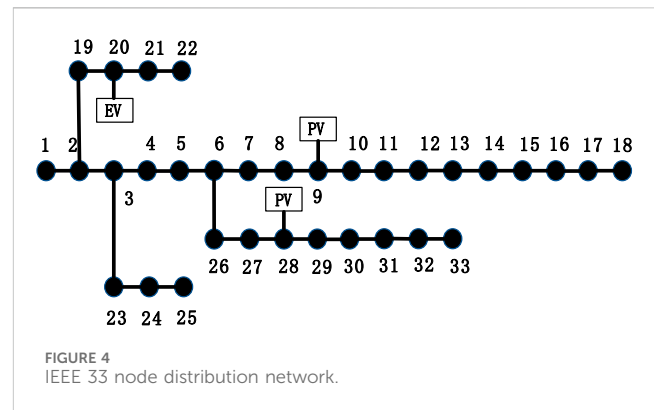 19 20 21 22
EV
PV
1 2 4 5 6 7 8 10 11 12 13 14 15 16 17 18
3 9
PV
26 27 28 29 30 31 32 33
23 24 25
FIGURE 4
IEEE 33 node distribution network.